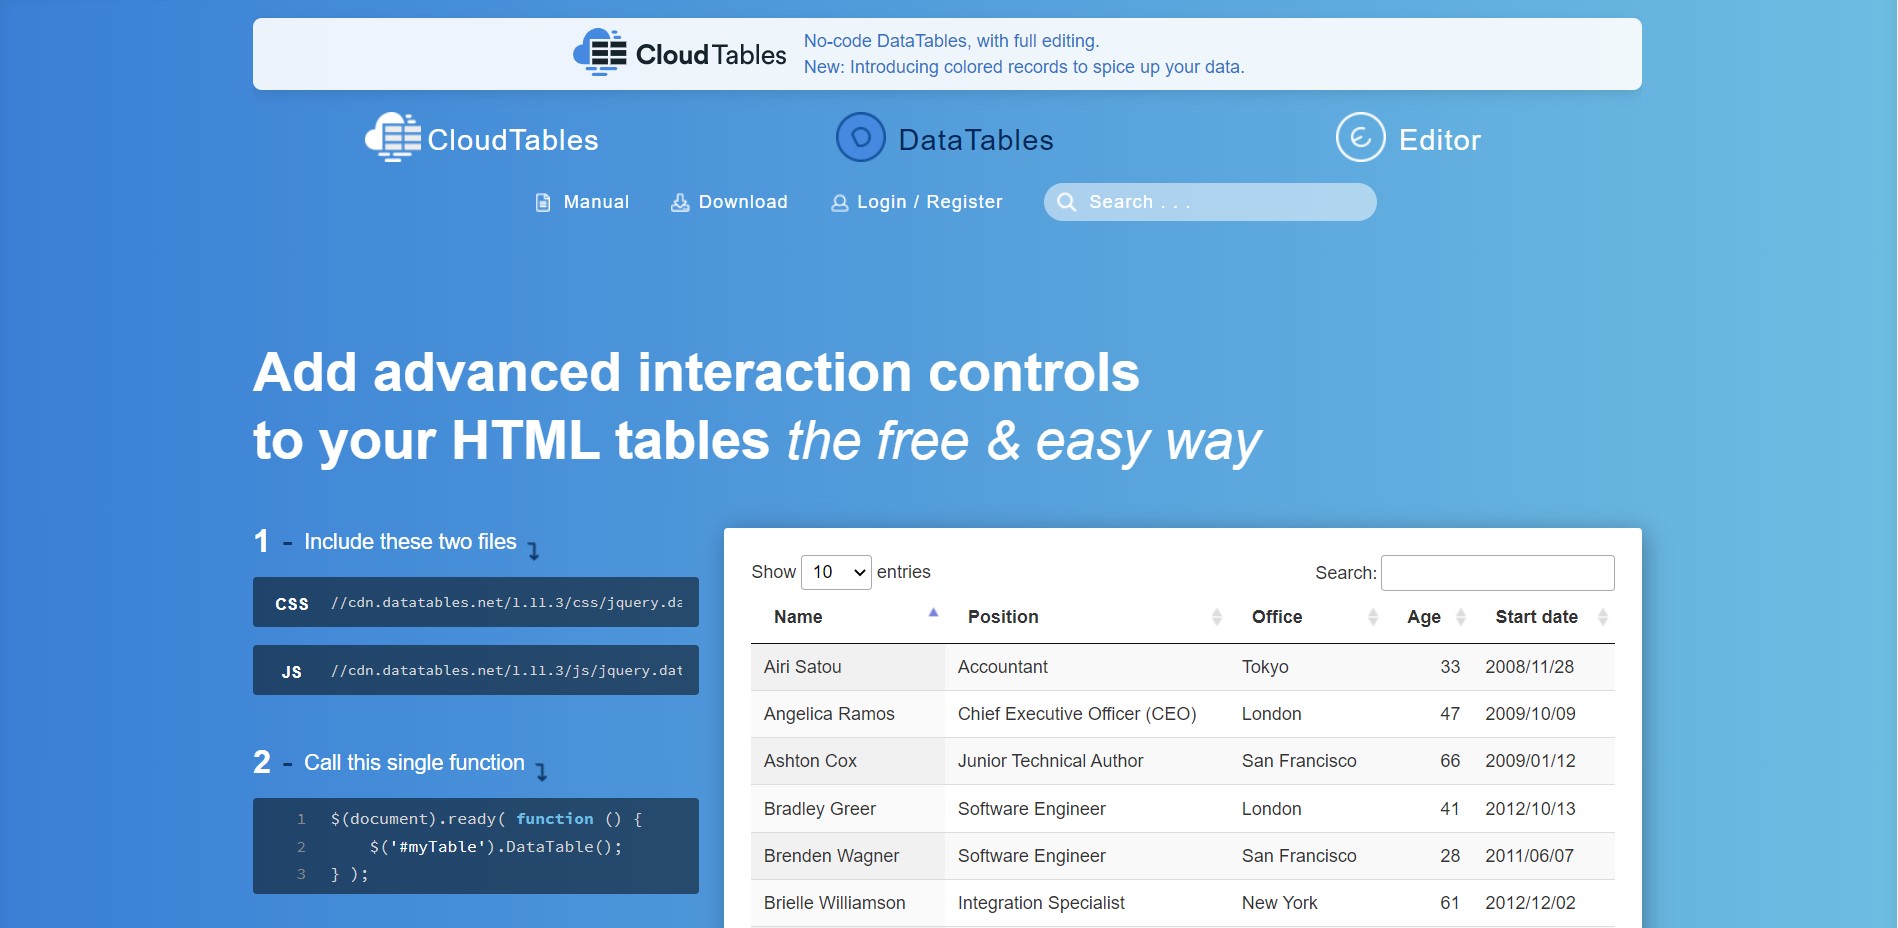 CloudTables
No-code DataTables, with full editing.
New: Introducing colored records to spice up your data.
CloudTables
DataTables
Editor
Manual
Download
Login / Register
Search . . .
Add advanced interaction controls
to your HTML tables the free & easy way
1 - Include these two files
CSS //cdn.datatables.net/1.11.3/css/jquery.da
JS //cdn.datatables.net/1.11.3/js/jquery.dat
2 - Call this single function
1 $(document).ready( function () {
2 $('#myTable').DataTable();
3 } );
Show 10 entries
Search:
Name Position Office Age Start date
Airi Satou Accountant Tokyo 33 2008/11/28
Angelica Ramos Chief Executive Officer (CEO) London 47 2009/10/09
Ashton Cox Junior Technical Author San Francisco 66 2009/01/12
Bradley Greer Software Engineer London 41 2012/10/13
Brenden Wagner Software Engineer San Francisco 28 2011/06/07
Brielle Williamson Integration Specialist New York 61 2012/12/02